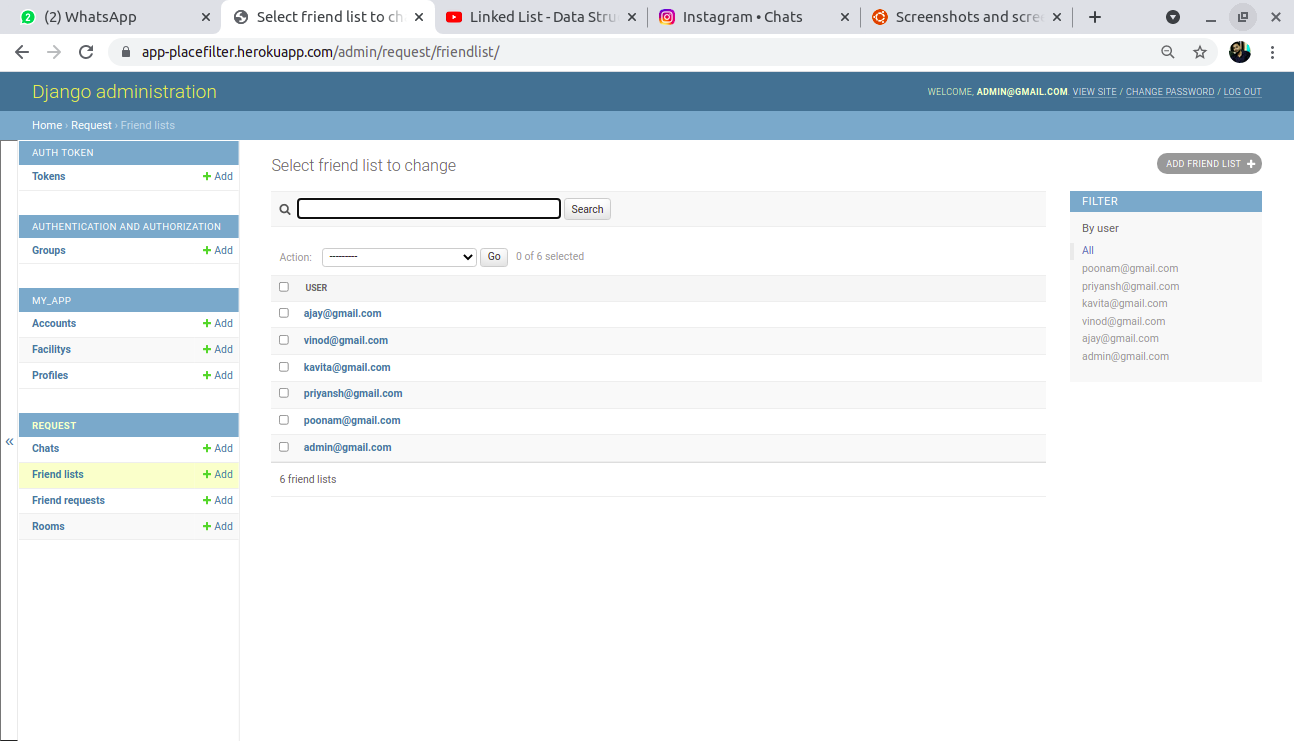 (2) WhatsApp
Select friend list to ch
Linked List - Data Stru
Instagram • Chats
Screenshots and scree
app-placefilter.herokuapp.com/admin/request/friendlist/
Django administration
WELCOME, ADMIN@GMAIL.COM. VIEW SITE / CHANGE PASSWORD / LOG OUT
Home › Request › Friend lists
AUTH TOKEN
Tokens + Add
AUTHENTICATION AND AUTHORIZATION
Groups + Add
MY_APP
Accounts + Add
Facilitys + Add
Profiles + Add
REQUEST
Chats + Add
Friend lists + Add
Friend requests + Add
Rooms + Add
«
Select friend list to change
ADD FRIEND LIST +
Search
Action: --------- Go 0 of 6 selected
USER
ajay@gmail.com
vinod@gmail.com
kavita@gmail.com
priyansh@gmail.com
poonam@gmail.com
admin@gmail.com
6 friend lists
FILTER
By user
All
poonam@gmail.com
priyansh@gmail.com
kavita@gmail.com
vinod@gmail.com
ajay@gmail.com
admin@gmail.com